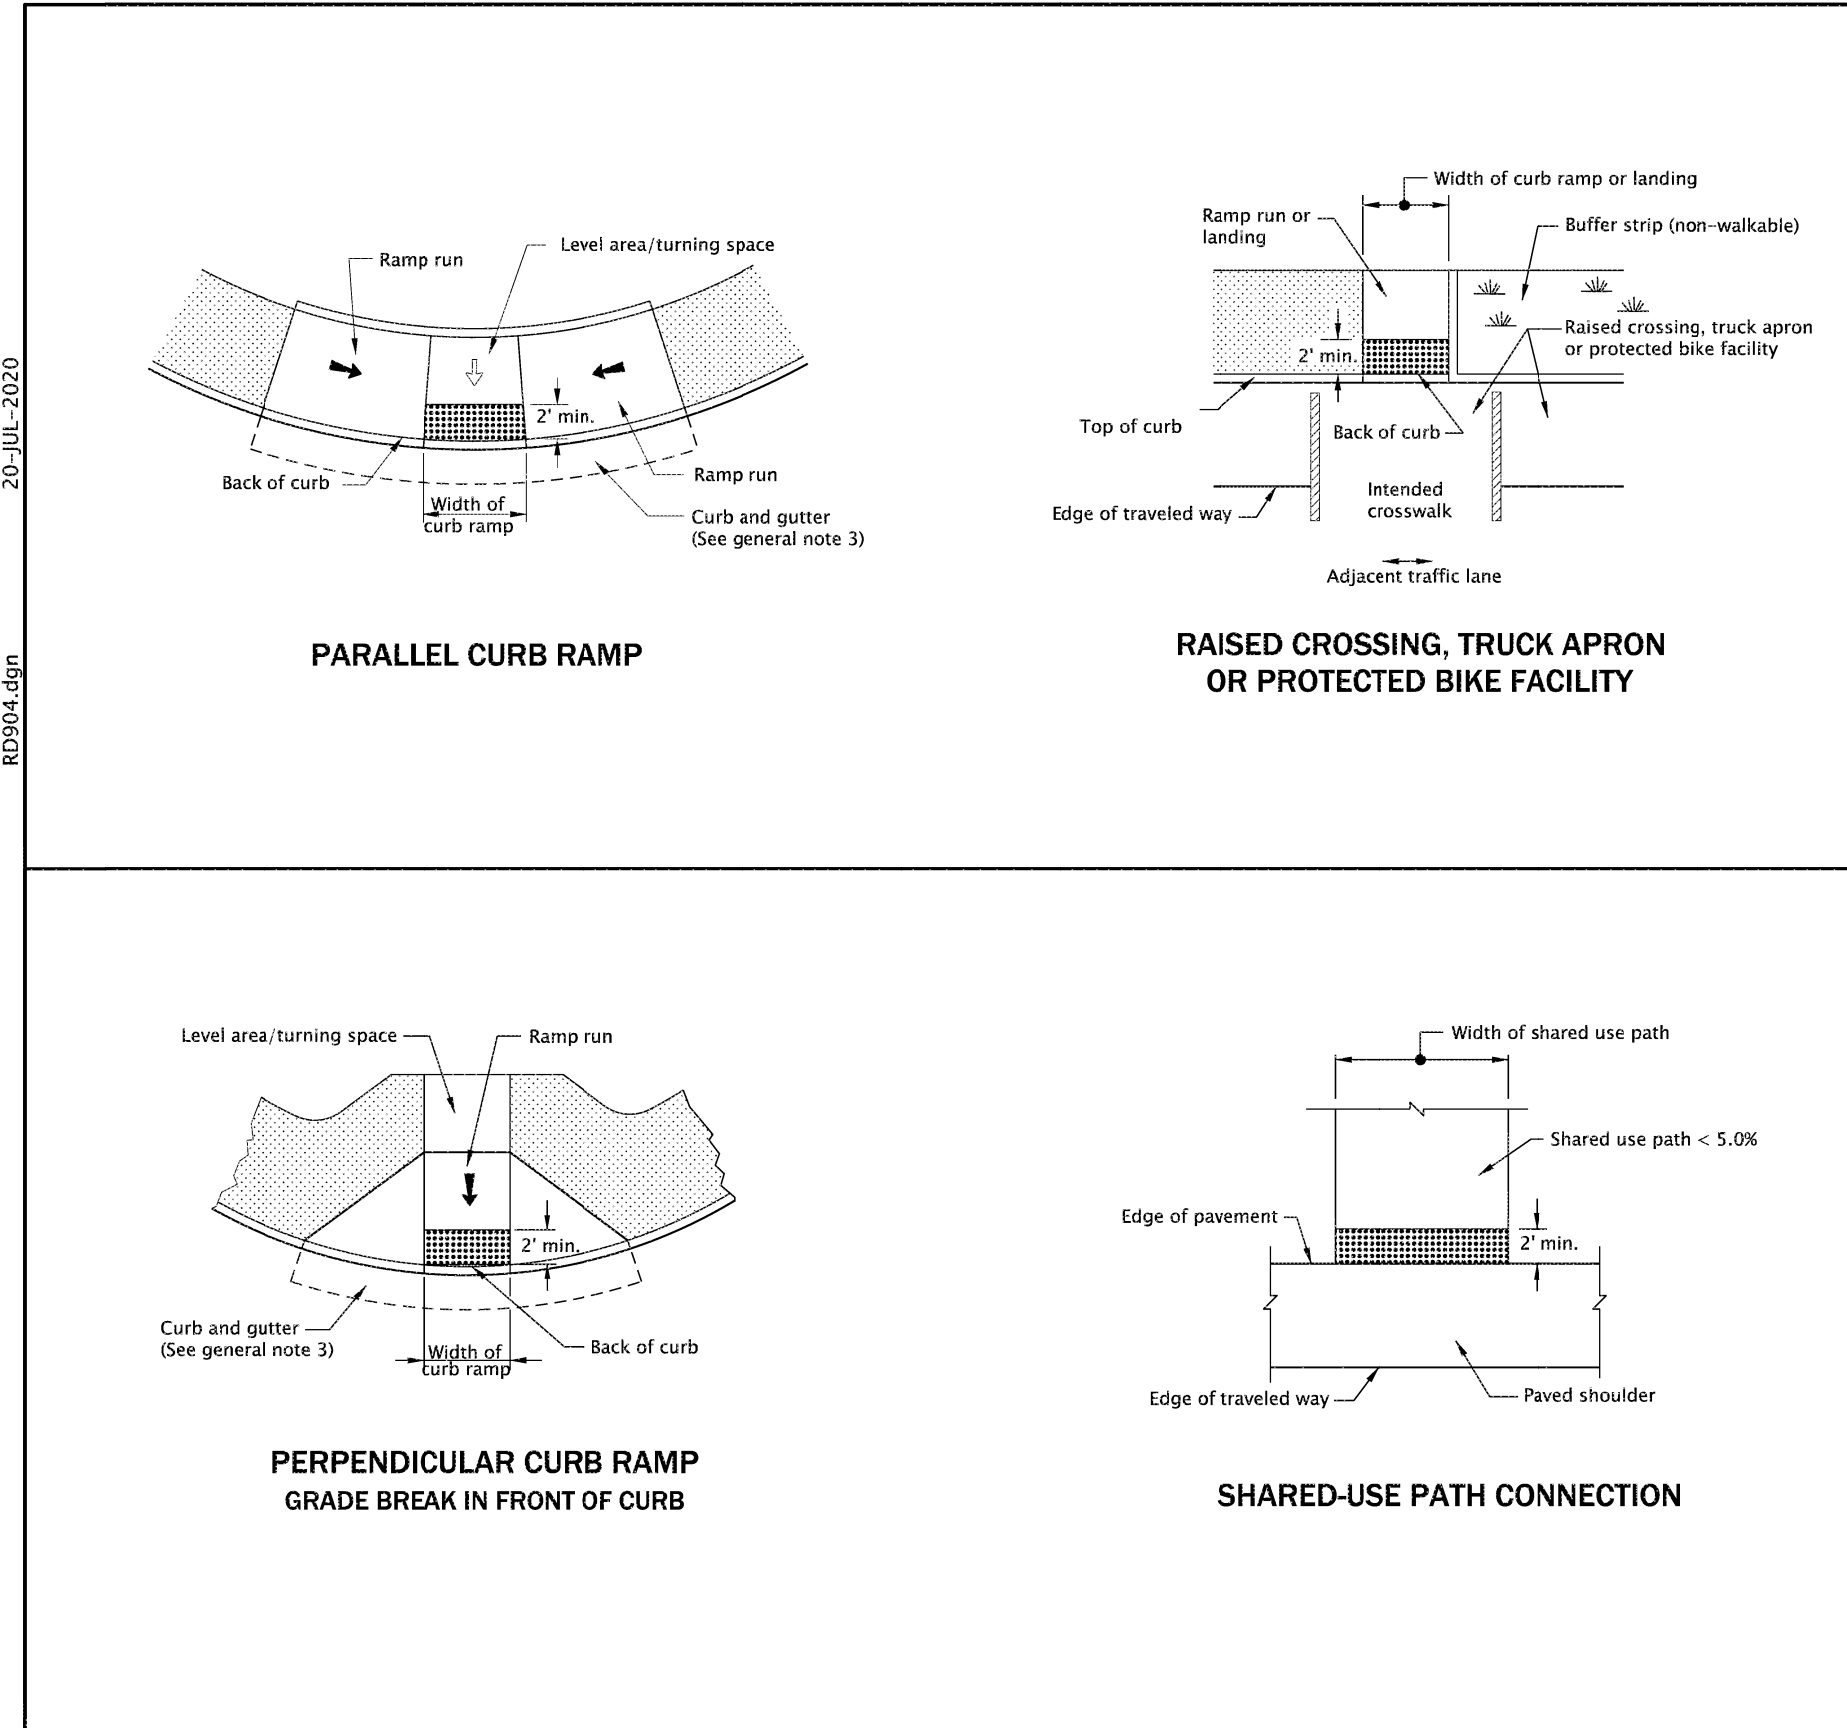 20-JUL-2020
RD904.dgn
Ramp run
Level area/turning space
2' min.
Back of curb
Width of
curb ramp
Ramp run
Curb and gutter
(See general note 3)
PARALLEL CURB RAMP
Width of curb ramp or landing
Ramp run or
landing
Buffer strip (non-walkable)
Raised crossing, truck apron
or protected bike facility
2' min.
Top of curb
Back of curb
Intended
crosswalk
Edge of traveled way
Adjacent traffic lane
RAISED CROSSING, TRUCK APRON
OR PROTECTED BIKE FACILITY
Level area/turning space
Ramp run
2' min.
Curb and gutter
(See general note 3)
Width of
curb ramp
Back of curb
PERPENDICULAR CURB RAMP
GRADE BREAK IN FRONT OF CURB
Width of shared use path
Shared use path < 5.0%
Edge of pavement
2' min.
Edge of traveled way
Paved shoulder
SHARED-USE PATH CONNECTION